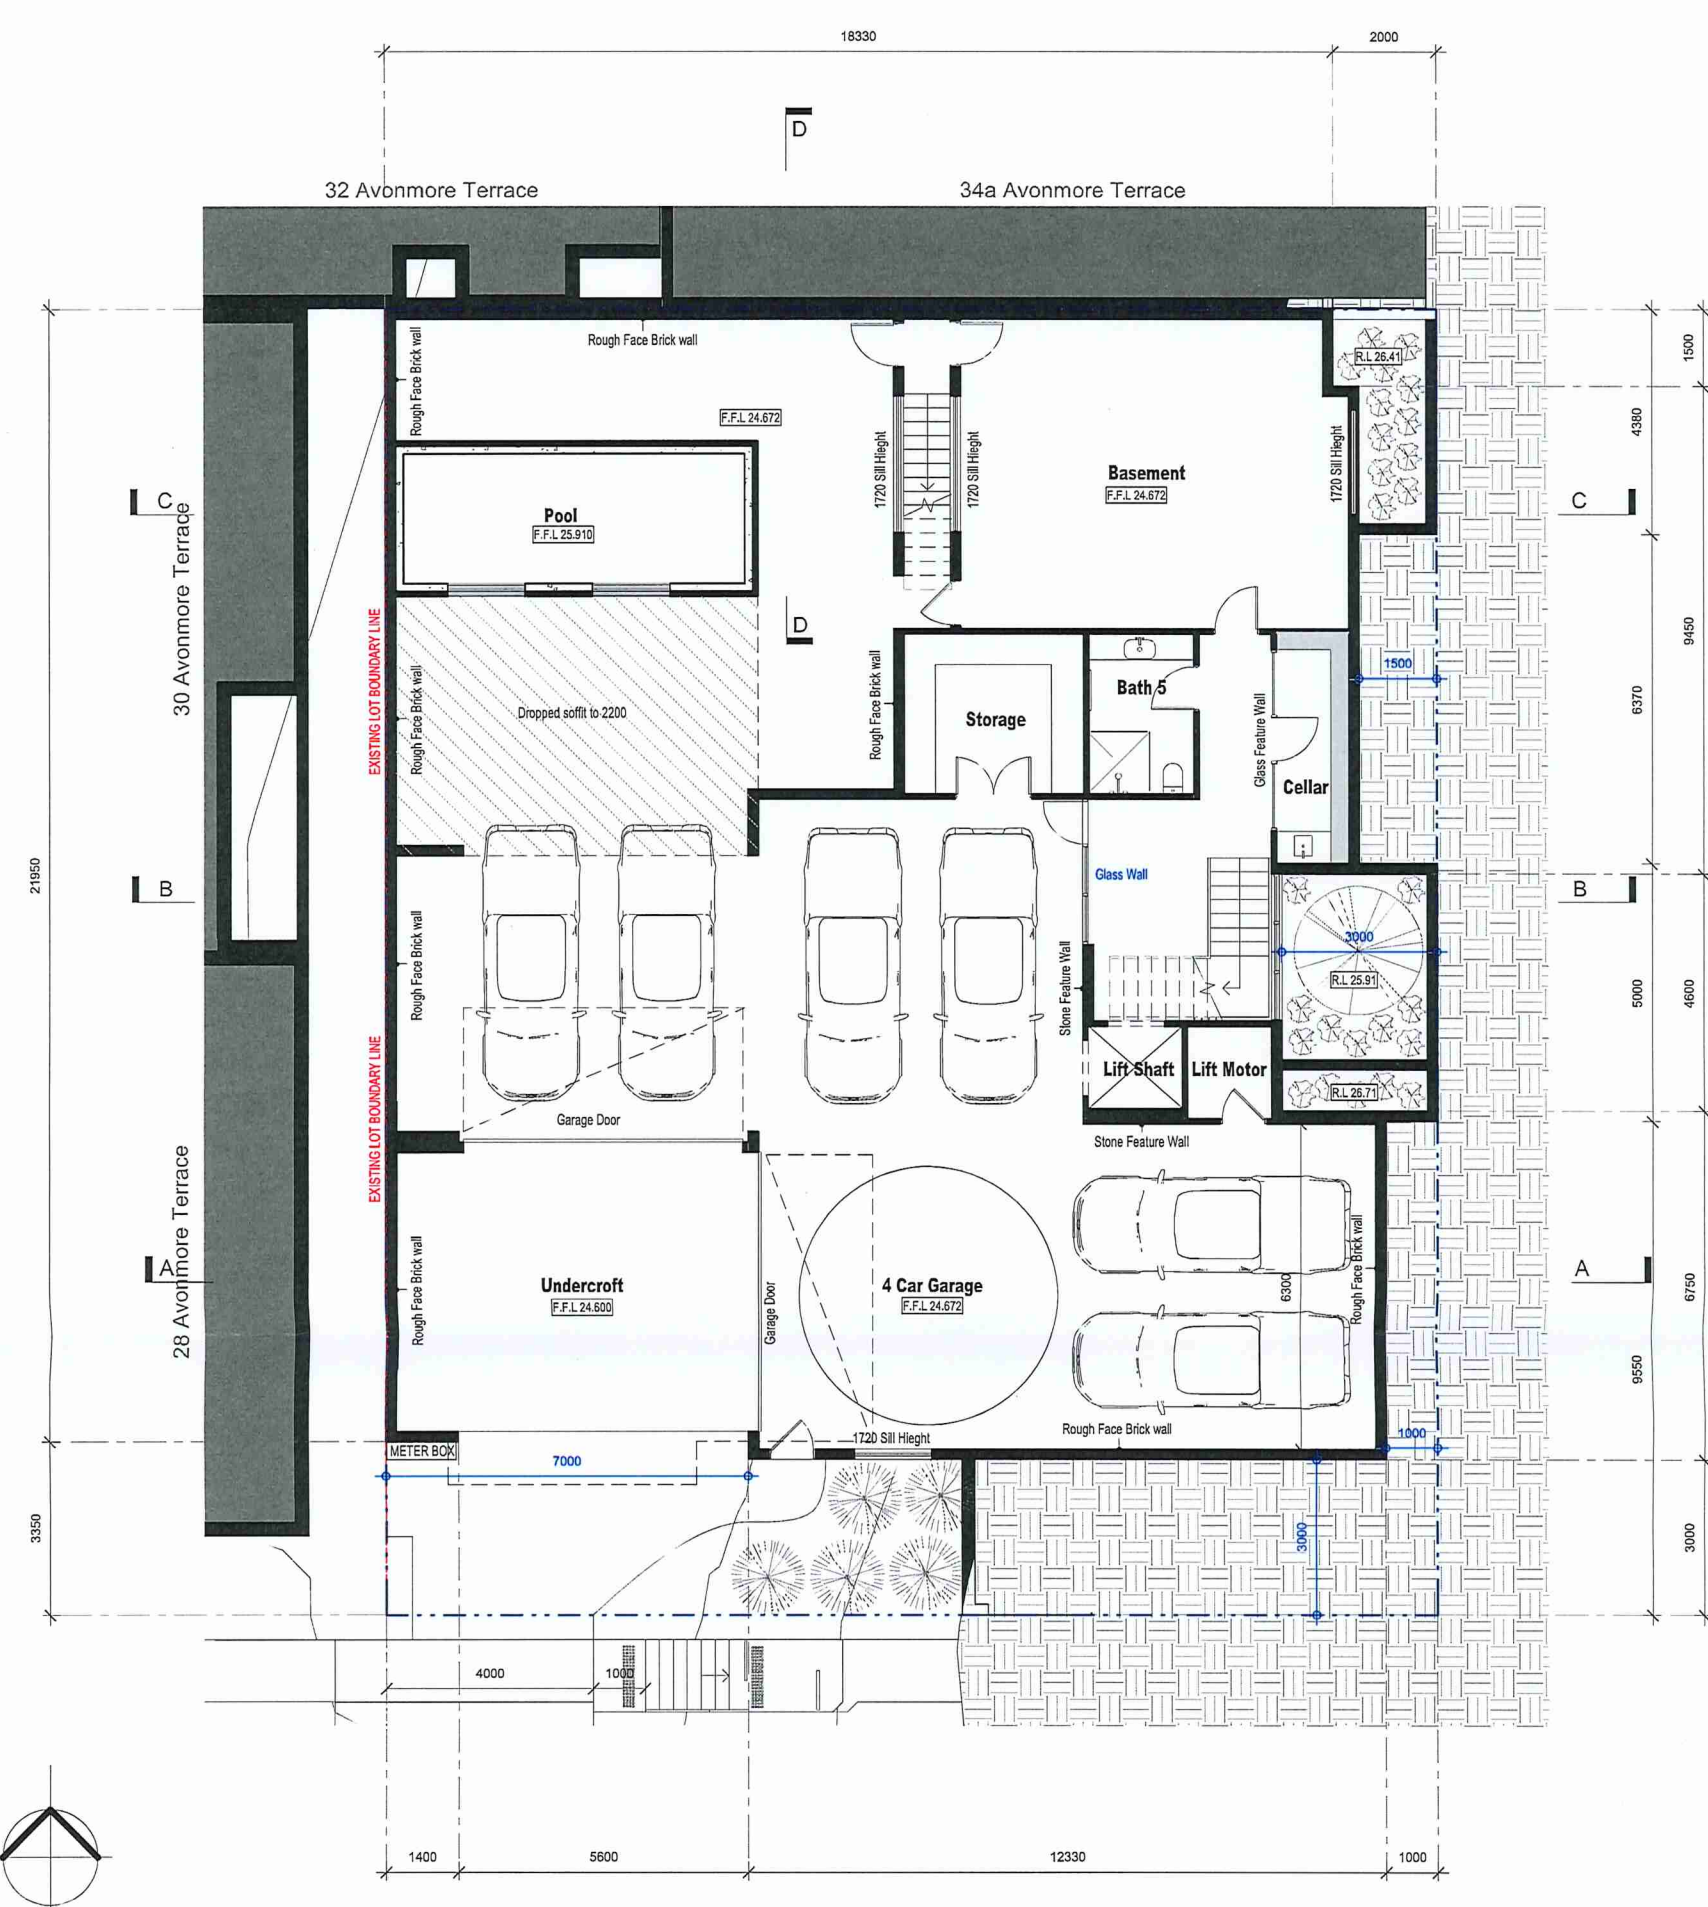 18330
2000
D
32 Avonmore Terrace
34a Avonmore Terrace
Rough Face Brick wall
Rough Face Brick wall
R.L 26.41
1500
F.F.L 24.672
4380
1720 Sill Hieght
1720 Sill Hieght
Basement
F.F.L 24.672
1720 Sill Hieght
C
C
Pool
F.F.L 25.910
30 Avonmore Terrace
D
9450
EXISTING LOT BOUNDARY LINE
Rough Face Brick wall
Dropped soffit to 2200
Rough Face Brick wall
Storage
Bath 5
Glass Feature Wall
Cellar
1500
6370
21950
B
Glass Wall
B
Rough Face Brick wall
Stone Feature Wall
3000
R.L 25.91
5000
4600
EXISTING LOT BOUNDARY LINE
Garage Door
Lift Shaft
Lift Motor
R.L 26.71
Stone Feature Wall
28 Avonmore Terrace
A
A
Rough Face Brick wall
Undercroft
F.F.L 24.600
Garage Door
4 Car Garage
F.F.L 24.672
6300
Rough Face Brick wall
6750
9550
METER BOX
7000
1720 Sill Hieght
Rough Face Brick wall
1000
3350
3000
3000
4000
1000
1400
5600
12330
1000